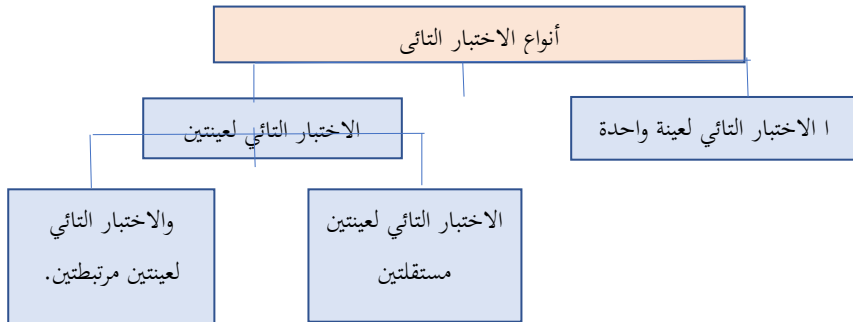 أنواع الاختبار التائى
ا الاختبار التائي لعينة واحدة
الاختبار التائي لعينتين
الاختبار التائي لعينتين
مستقلتين
والاختبار التائي
لعينتين مرتبطتين.